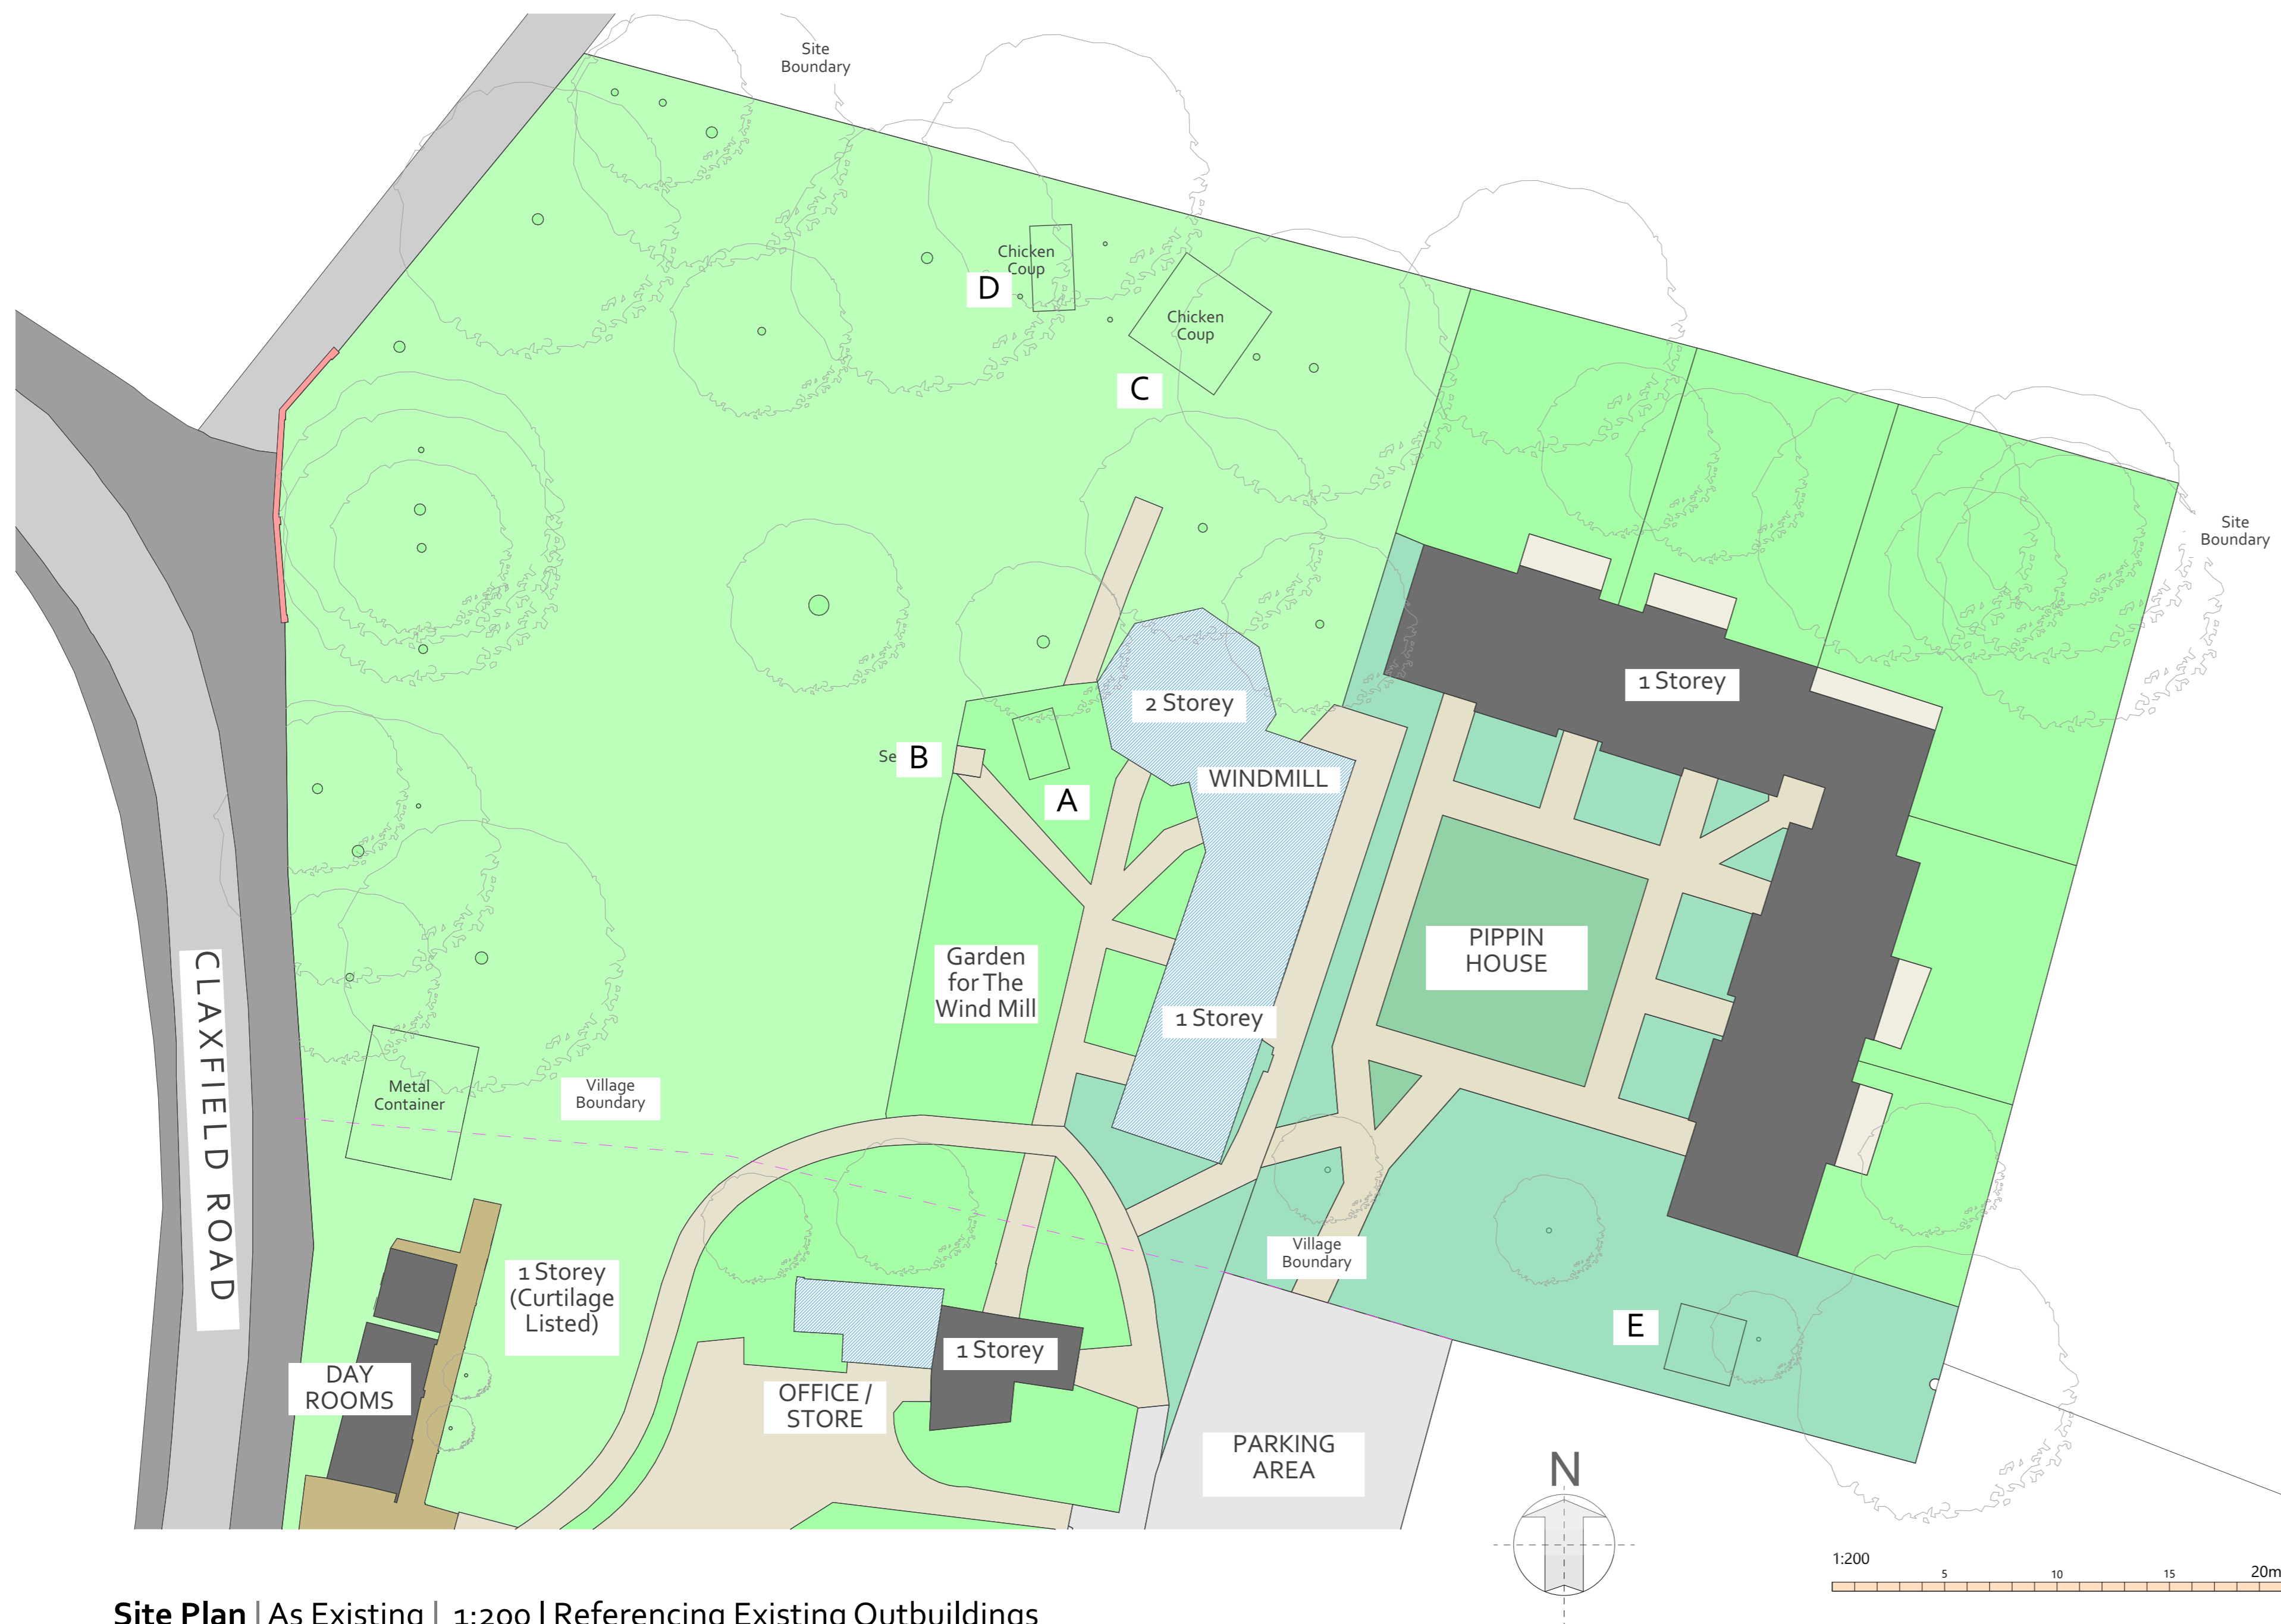 Site
Boundary
Chicken
Coup
D
Chicken
Coup
C
Site
Boundary
1 Storey
2 Storey
B
WINDMILL
A
PIPPIN
HOUSE
Garden
for The
Wind Mill
1 Storey
CLAXFIELD ROAD
Metal
Container
Village
Boundary
Village
Boundary
1 Storey
(Curtilage
Listed)
E
1 Storey
DAY
ROOMS
OFFICE /
STORE
PARKING
AREA
N
1:200
5 10 15 20m
Site Plan | As Existing | 1:200 | Referencing Existing Outbuildings